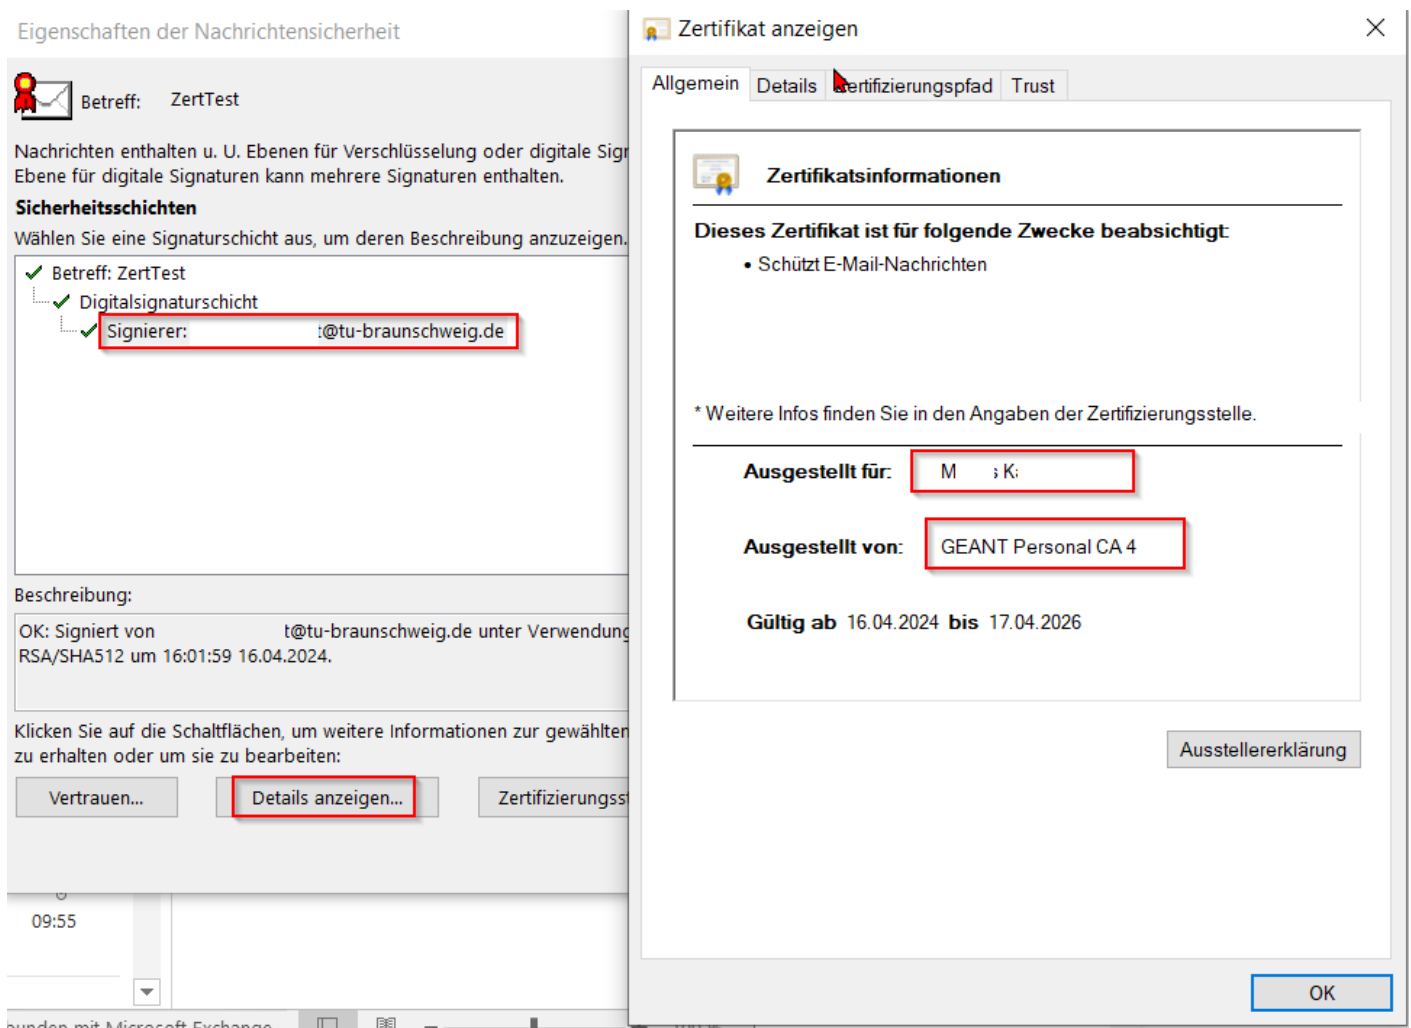 Eigenschaften der Nachrichtensicherheit
Betreff: ZertTest
Nachrichten enthalten u. U. Ebenen für Verschlüsselung oder digitale
Ebene für digitale Signaturen kann mehrere Signaturen enthalten.
Sicherheitsschichten
Wählen Sie eine Signaturschicht aus, um deren Beschreibung anzuzeigen.
Betreff: ZertTest
Digitalsignaturschicht
Signierer: t@tu-braunschweig.de
Beschreibung:
OK: Signiert von t@tu-braunschweig.de unter Verwendung
RSA/SHA512 um 16:01:59 16.04.2024.
Klicken Sie auf die Schaltflächen, um weitere Informationen zur gewählten
zu erhalten oder um sie zu bearbeiten:
Vertrauen...
Details anzeigen...
09:55
mit Microsoft Exchange
Zertifikat anzeigen
Allgemein
Details
Trust
Zertifikatsinformationen
Dieses Zertifikat ist für folgende Zwecke beabsichtigt:
• Schützt E-Mail-Nachrichten
* Weitere Infos finden Sie in den Angaben der Zertifizierungsstelle.
Ausgestellt für: M s K
Ausgestellt von: GEANT Personal CA 4
Gültig ab 16.04.2024 bis 17.04.2026
Ausstellererklärung
OK